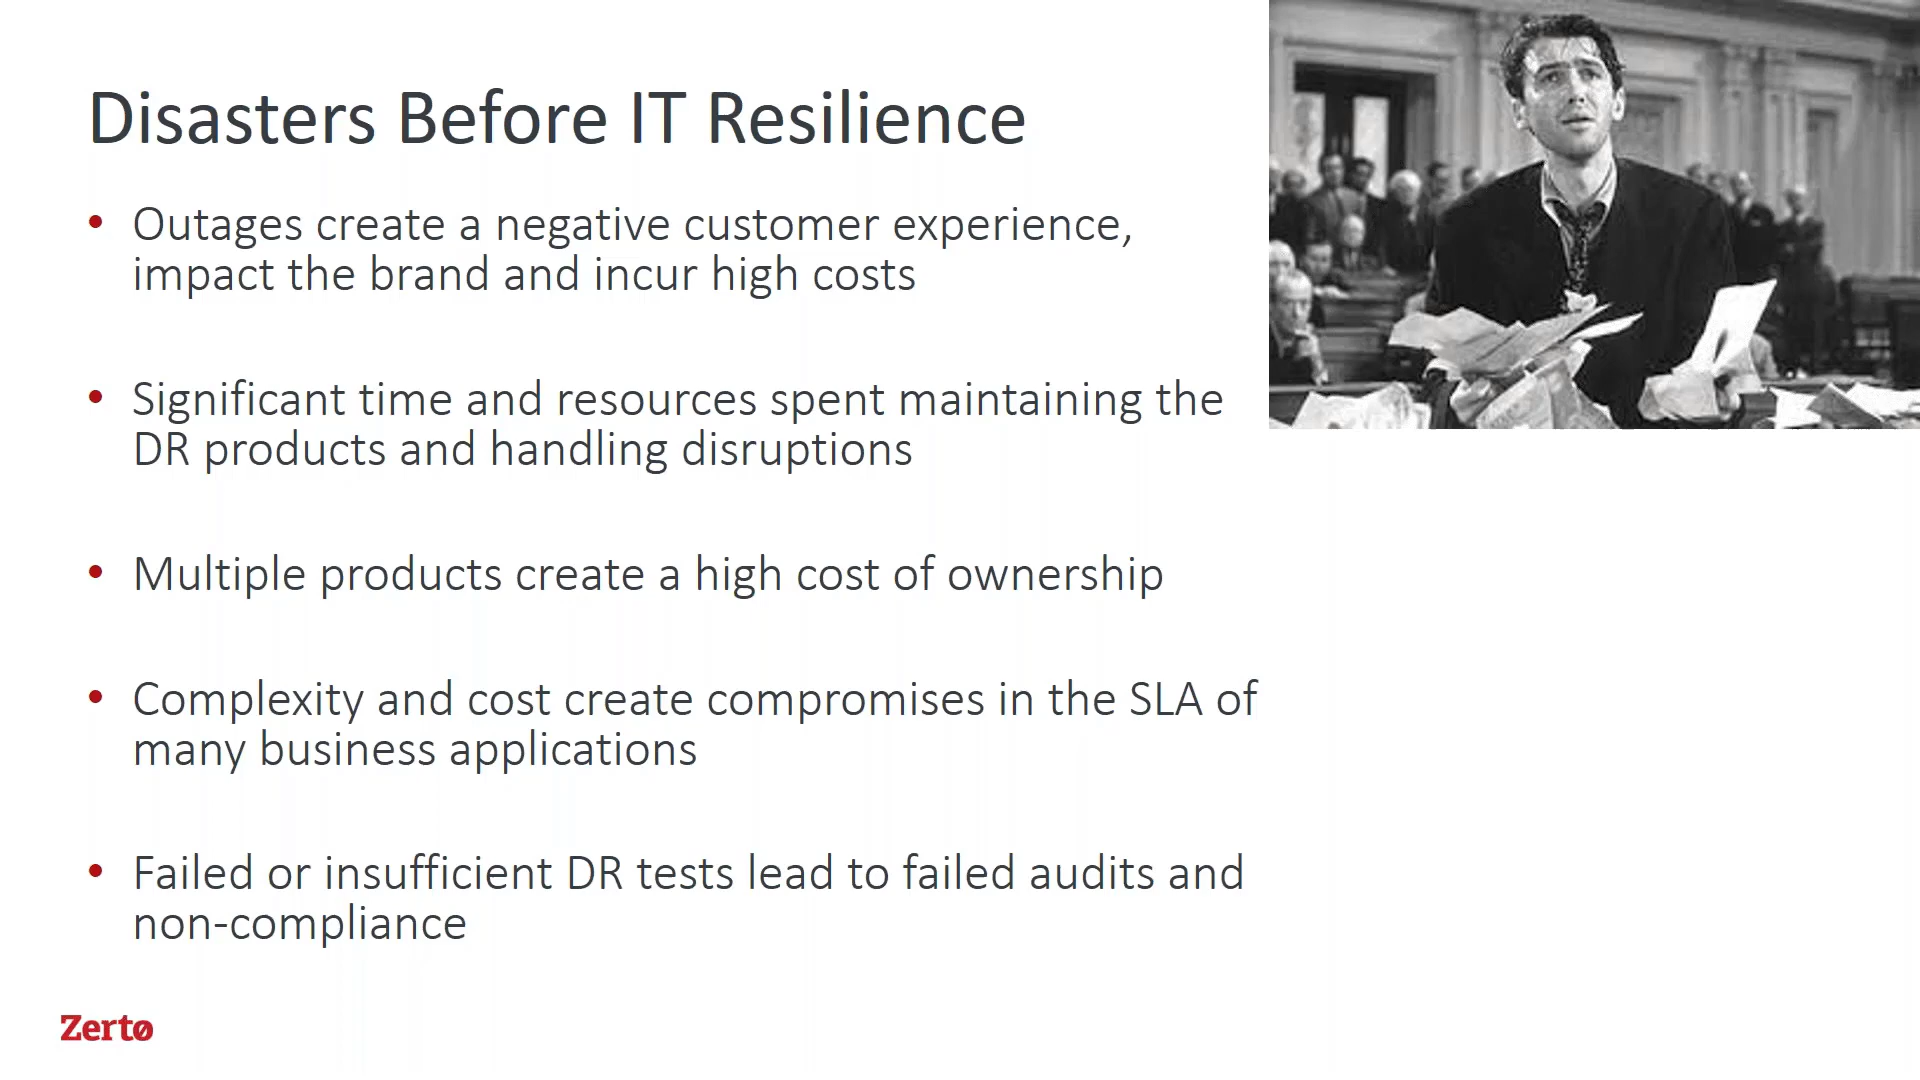 Disasters Before IT Resilience
• Outages create a negative customer experience,
impact the brand and incur high costs
• Significant time and resources spent maintaining the
DR products and handling disruptions
• Multiple products create a high cost of ownership
• Complexity and cost create compromises in the SLA of
many business applications
• Failed or insufficient DR tests lead to failed audits and
non-compliance
Zerto